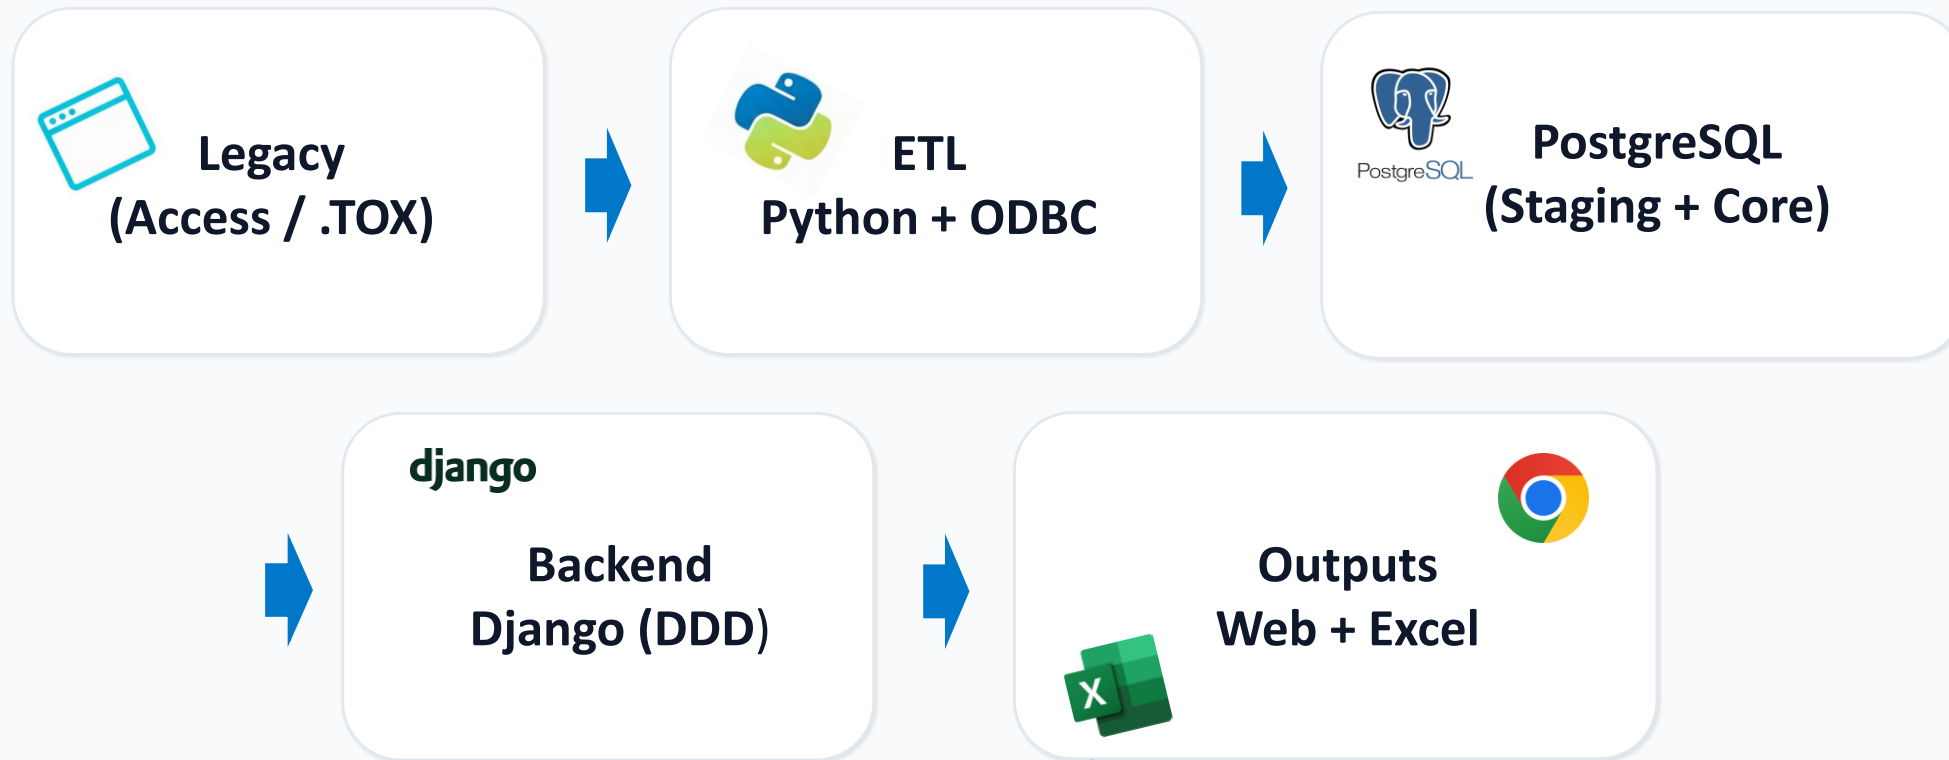 Legacy
(Access / .TOX)
ETL
Python + ODBC
PostgreSQL
PostgreSQL
(Staging + Core)
django
Backend
Django (DDD)
Outputs
Web + Excel
X